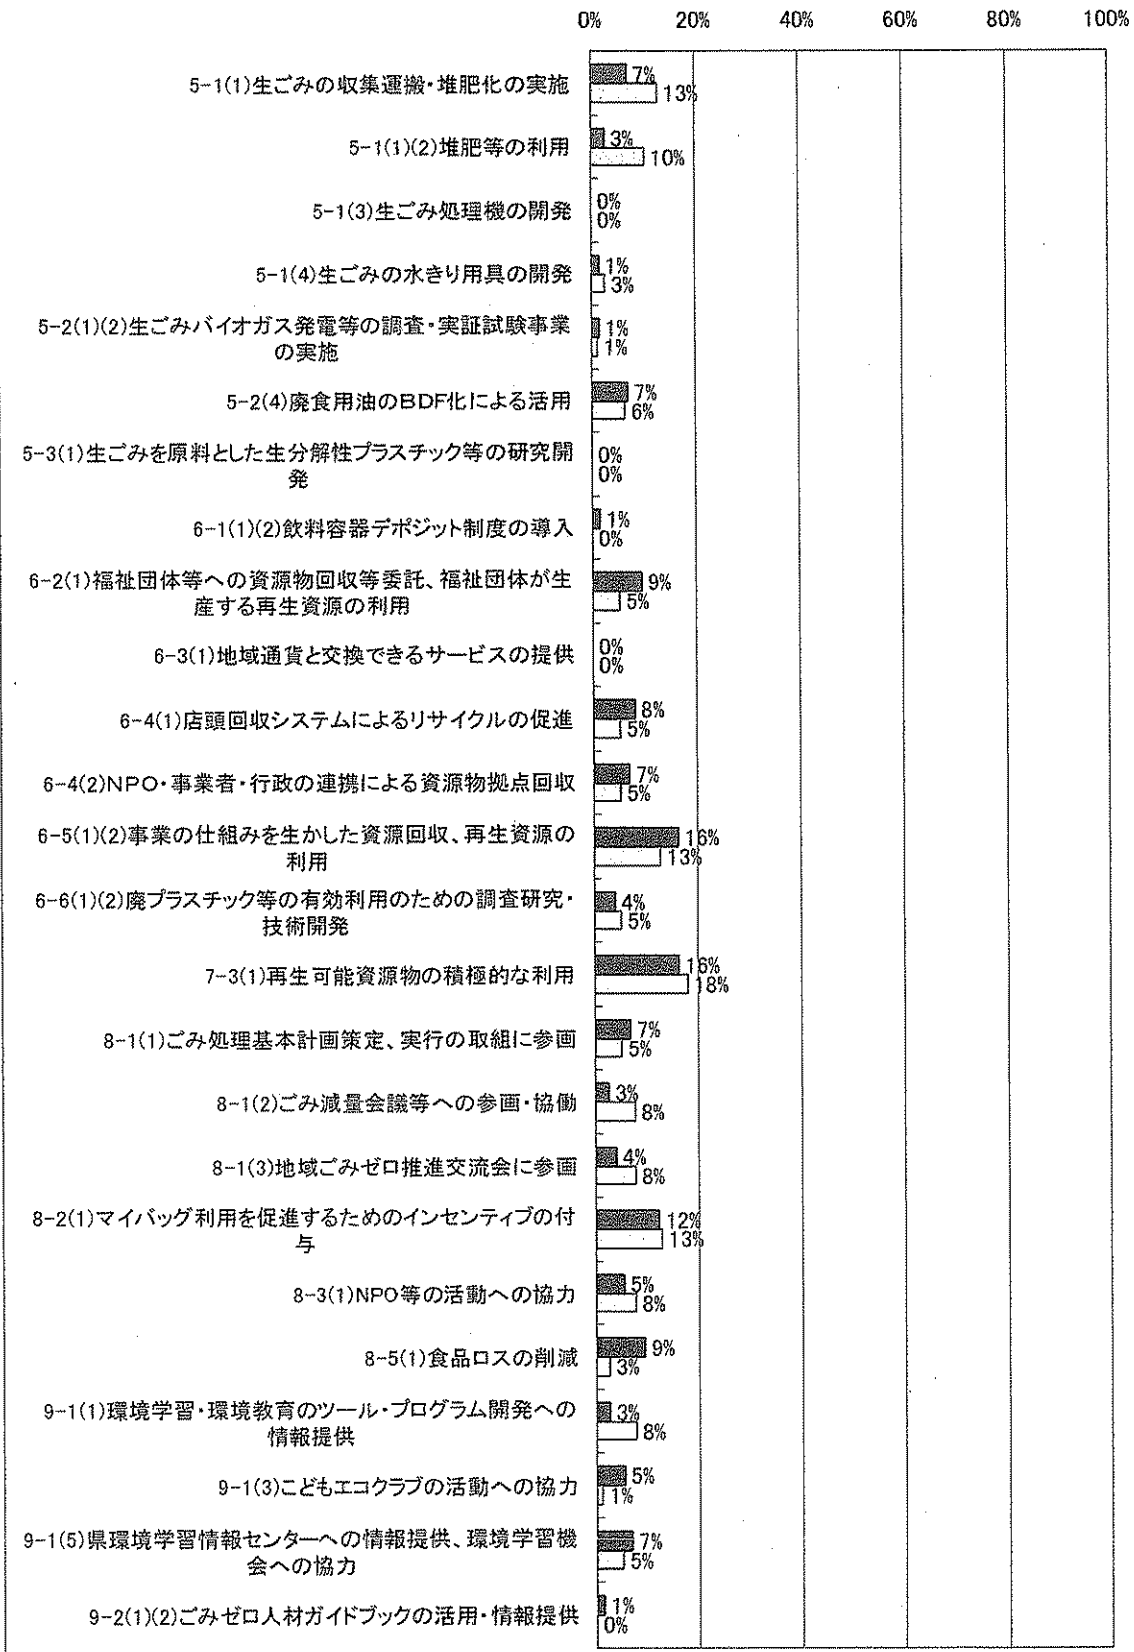 0% 20% 40% 60% 80% 100%
5-1(1)生ごみの収集運搬・堆肥化の実施
7%
13%
5-1(1)(2)堆肥等の利用
3%
10%
5-1(3)生ごみ処理機の開発
0%
0%
5-1(4)生ごみの水きり用具の開発
1%
3%
5-2(1)(2)生ごみバイオガス発電等の調査・実証試験事業
の実施
1%
1%
5-2(4)廃食用油のBDF化による活用
7%
6%
5-3(1)生ごみを原料とした生分解性プラスチック等の研究開
発
0%
0%
6-1(1)(2)飲料容器デポジット制度の導入
1%
0%
6-2(1)福祉団体等への資源物回収等委託、福祉団体が生
産する再生資源の利用
9%
5%
6-3(1)地域通貨と交換できるサービスの提供
0%
0%
6-4(1)店頭回収システムによるリサイクルの促進
8%
5%
6-4(2)NPO・事業者・行政の連携による資源物拠点回収
7%
5%
6-5(1)(2)事業の仕組みを生かした資源回収、再生資源の
利用
16%
13%
6-6(1)(2)廃プラスチック等の有効利用のための調査研究・
技術開発
4%
5%
7-3(1)再生可能資源物の積極的な利用
16%
18%
8-1(1)ごみ処理基本計画策定、実行の取組に参画
7%
5%
8-1(2)ごみ減量会議等への参画・協働
3%
8%
8-1(3)地域ごみゼロ推進交流会に参画
4%
8%
8-2(1)マイバッグ利用を促進するためのインセンティブの付
与
12%
13%
8-3(1)NPO等の活動への協力
5%
8%
8-5(1)食品ロスの削減
9%
3%
9-1(1)環境学習・環境教育のツール・プログラム開発への
情報提供
3%
8%
9-1(3)こどもエコクラブの活動への協力
5%
1%
9-1(5)県環境学習情報センターへの情報提供、環境学習機
会への協力
7%
5%
9-2(1)(2)ごみゼロ人材ガイドブックの活用・情報提供
1%
0%